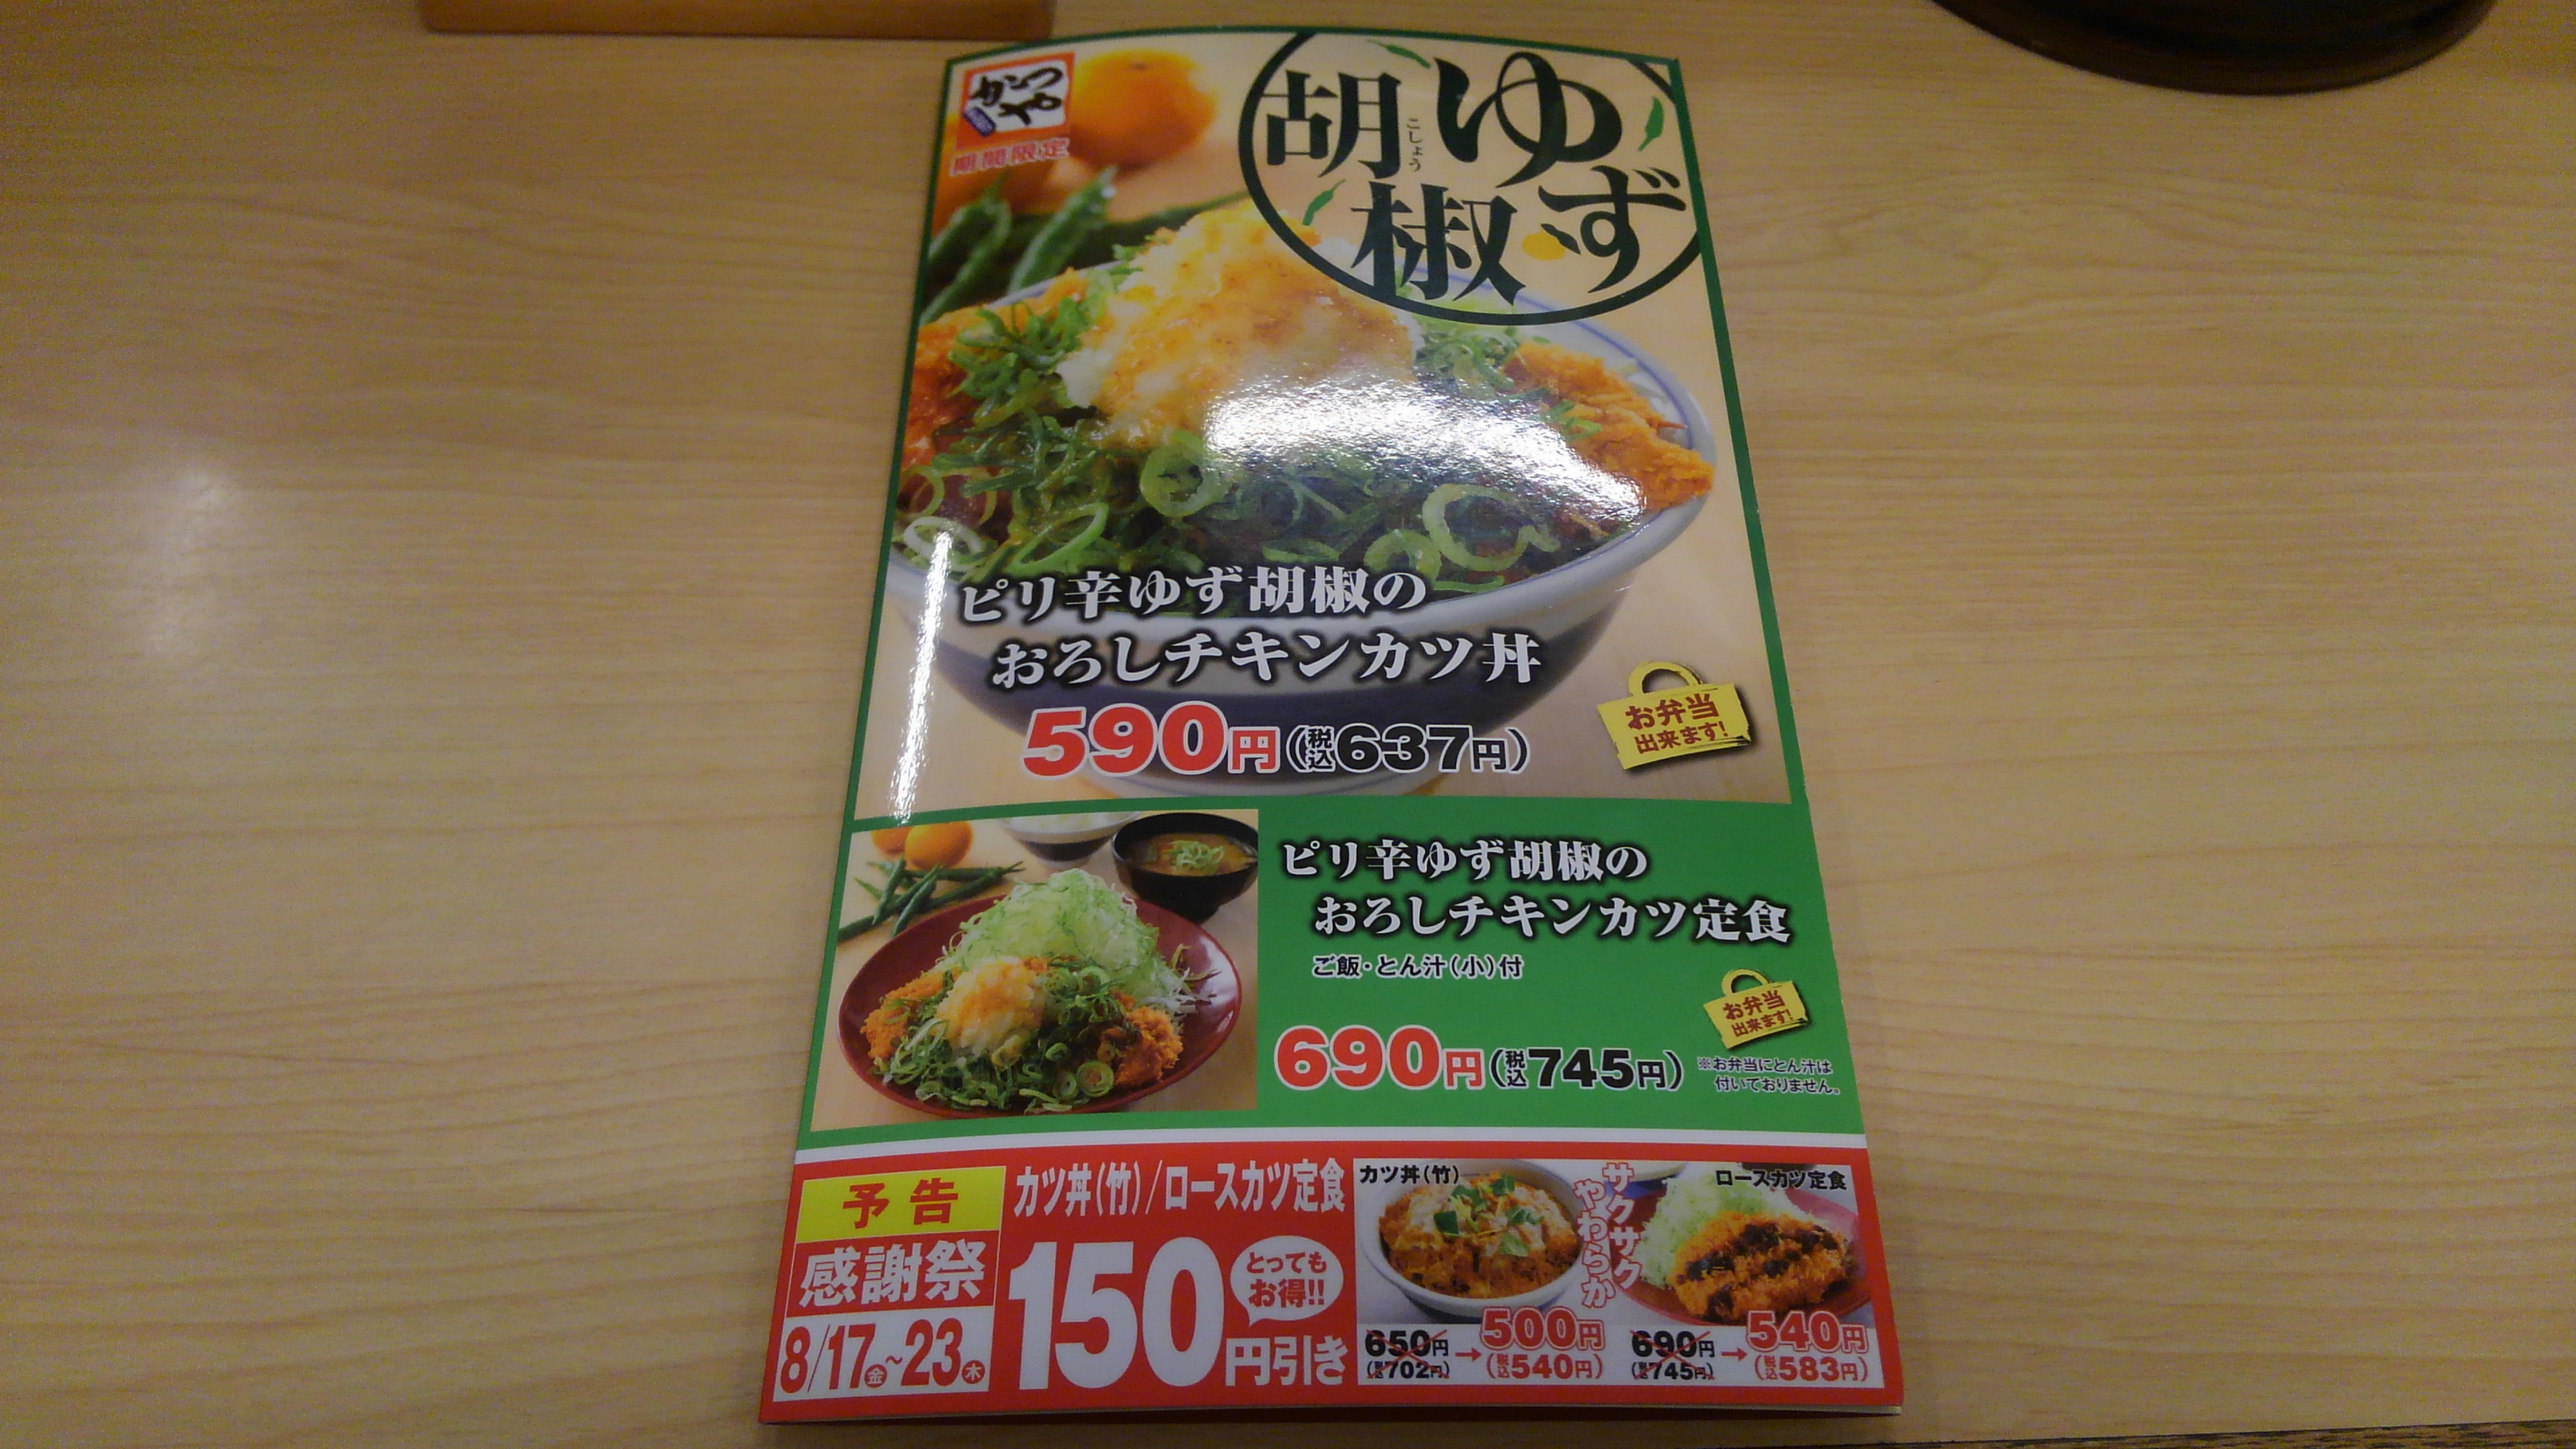 かつや
期間限定
ゆず
胡椒
こしょう
ピリ辛ゆず胡椒の
おろしチキンカツ丼
590円(税込637円)
お弁当
出来ます!
ピリ辛ゆず胡椒の
おろしチキンカツ定食
ご飯・とん汁(小)付
690円(税込745円)
お弁当
出来ます!
※お弁当にとん汁は
付いておりません。
予告
感謝祭
8/17金~23木
カツ丼(竹)/ロースカツ定食
150円引き
とっても
お得!!
カツ丼(竹)
サクサク
やわらか
ロースカツ定食
650円
(税込702円)
→
500円
(税込540円)
690円
(税込745円)
→
540円
(税込583円)